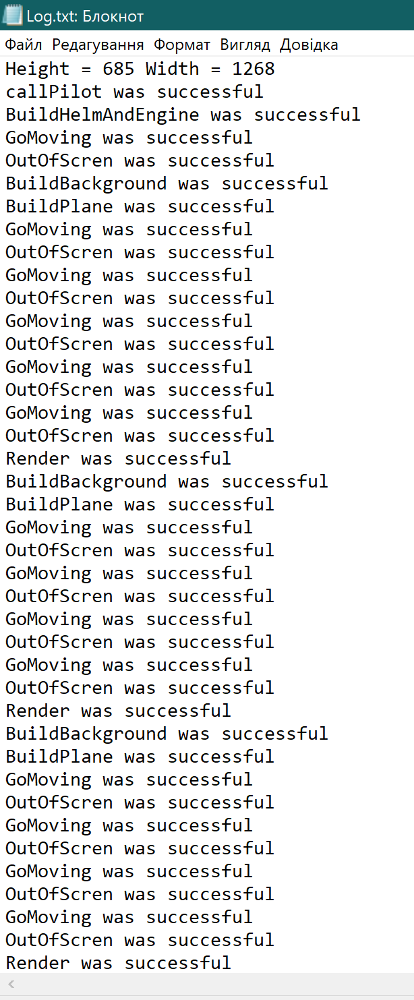 Log.txt: Блокнот
Файл Редагування Формат Вигляд Довідка
Height = 685 Width = 1268
callPilot was successful
BuildHelmAndEngine was successful
GoMoving was successful
OutOfScren was successful
BuildBackground was successful
BuildPlane was successful
GoMoving was successful
OutOfScren was successful
GoMoving was successful
OutOfScren was successful
GoMoving was successful
OutOfScren was successful
GoMoving was successful
OutOfScren was successful
GoMoving was successful
OutOfScren was successful
Render was successful
BuildBackground was successful
BuildPlane was successful
GoMoving was successful
OutOfScren was successful
GoMoving was successful
OutOfScren was successful
GoMoving was successful
OutOfScren was successful
GoMoving was successful
OutOfScren was successful
Render was successful
BuildBackground was successful
BuildPlane was successful
GoMoving was successful
OutOfScren was successful
GoMoving was successful
OutOfScren was successful
GoMoving was successful
OutOfScren was successful
GoMoving was successful
OutOfScren was successful
Render was successful